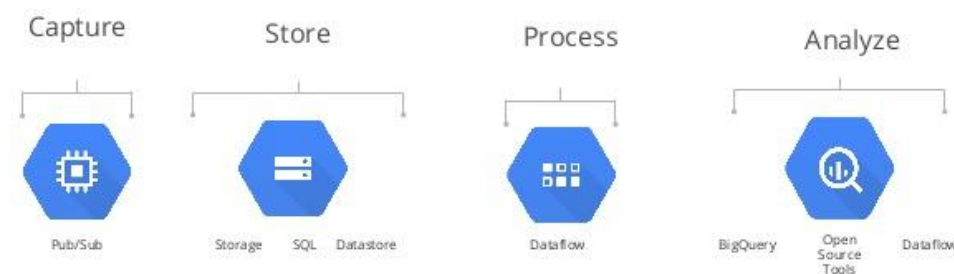 Capture
Store
Process
Analyze
Pub/Sub
Storage SQL Datastore
Dataflow
BigQuery
Open
Source
Tools
Dataflow